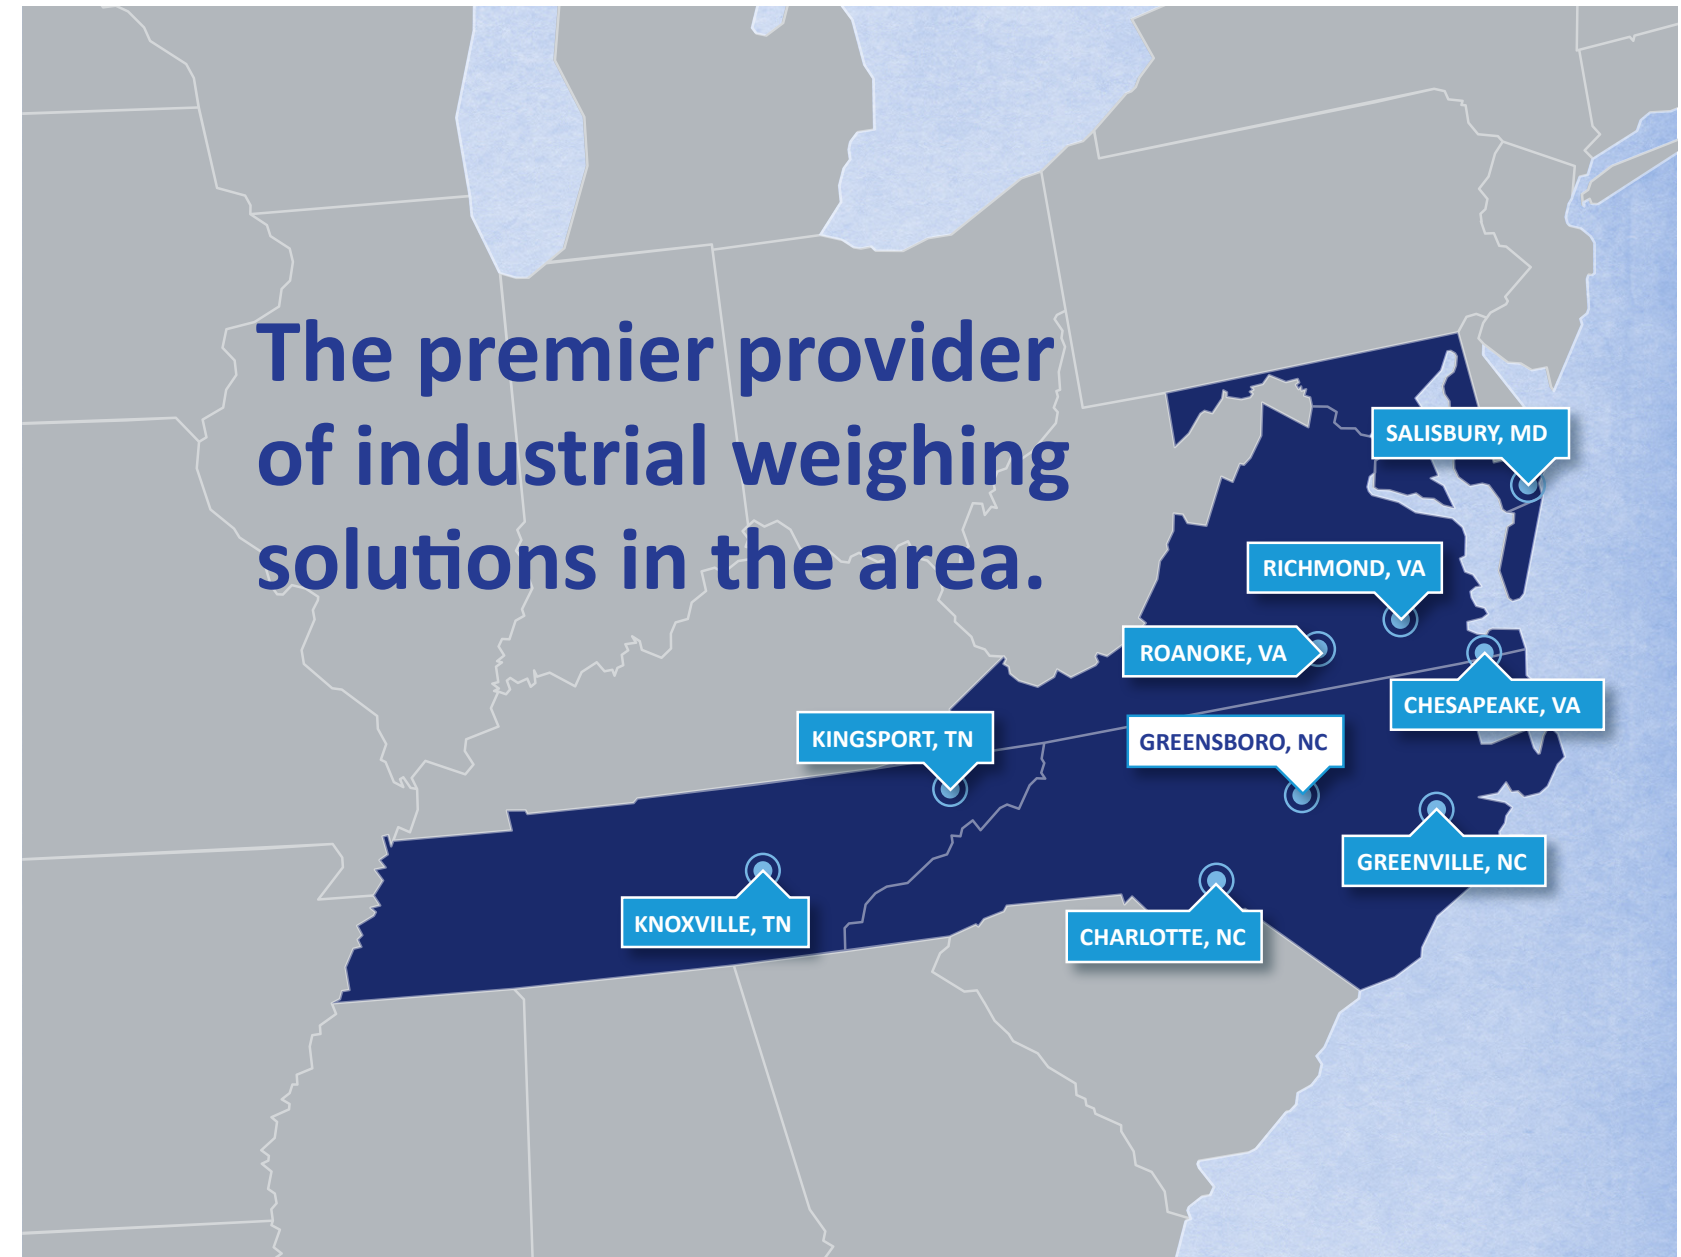 The premier provider
of industrial weighing
solutions in the area.
SALISBURY, MD
RICHMOND, VA
ROANOKE, VA
CHESAPEAKE, VA
KINGSPORT, TN
GREENSBORO, NC
GREENVILLE, NC
KNOXVILLE, TN
CHARLOTTE, NC